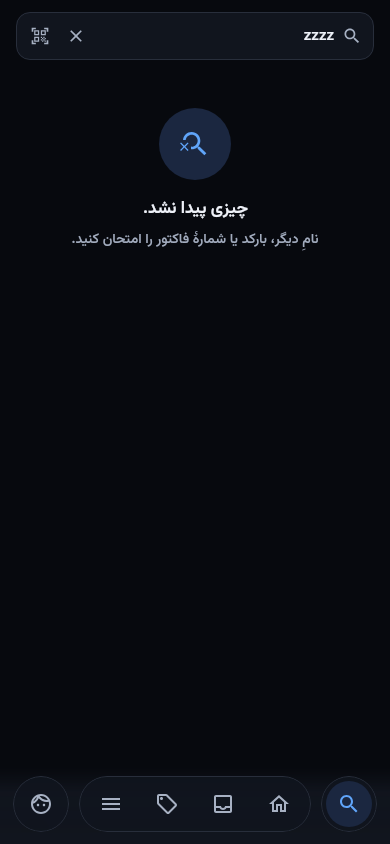 zzzz
چیزی پیدا نشد.
نامِ دیگر، بارکد یا شمارهٔ فاکتور را امتحان کنید.